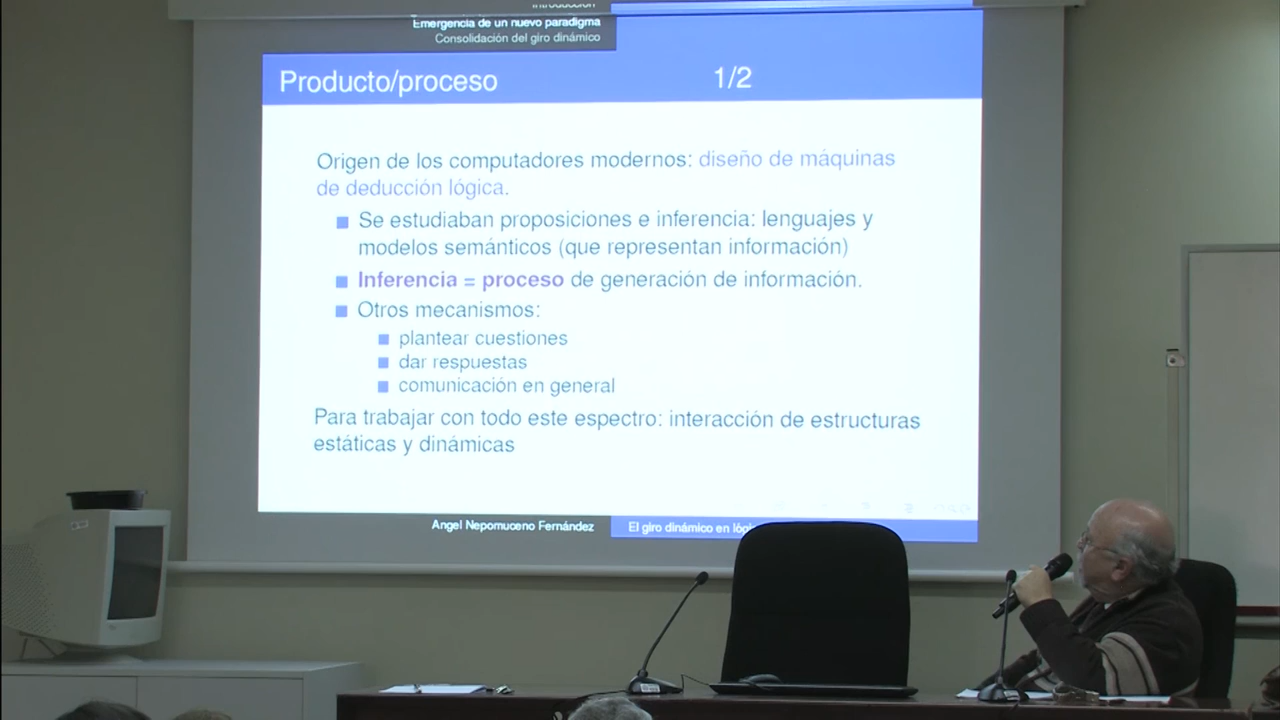 Introducción
Emergencia de un nuevo paradigma
Consolidación del giro dinámico
Producto/proceso 1/2
Origen de los computadores modernos: diseño de máquinas
de deducción lógica.
Se estudiaban proposiciones e inferencia: lenguajes y
modelos semánticos (que representan información)
Inferencia = proceso de generación de información.
Otros mecanismos:
plantear cuestiones
dar respuestas
comunicación en general
Para trabajar con todo este espectro: interacción de estructuras
estáticas y dinámicas
Angel Nepomuceno Fernández El giro dinámico en